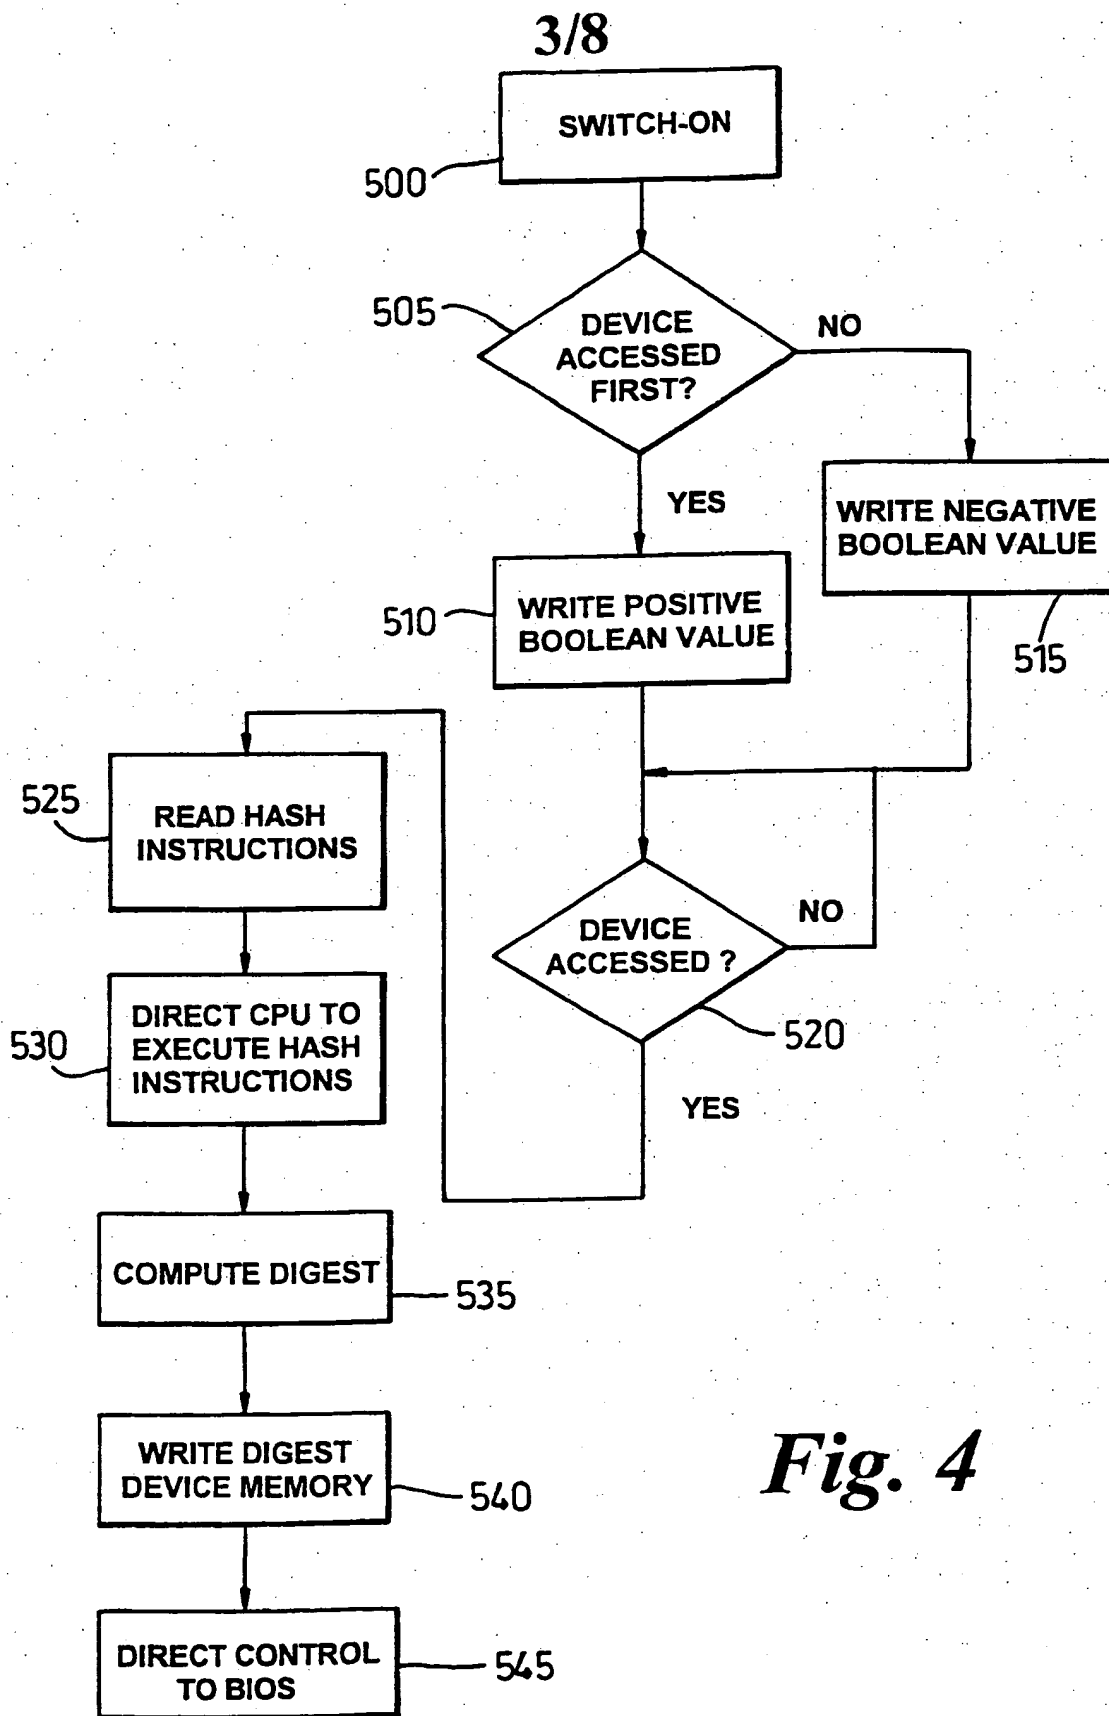 3/8
SWITCH-ON
500
505
DEVICE
ACCESSED
FIRST?
NO
YES
WRITE NEGATIVE
BOOLEAN VALUE
515
510
WRITE POSITIVE
BOOLEAN VALUE
525
READ HASH
INSTRUCTIONS
DEVICE
ACCESSED ?
NO
520
YES
530
DIRECT CPU TO
EXECUTE HASH
INSTRUCTIONS
COMPUTE DIGEST
535
WRITE DIGEST
DEVICE MEMORY
540
DIRECT CONTROL
TO BIOS
545
Fig. 4